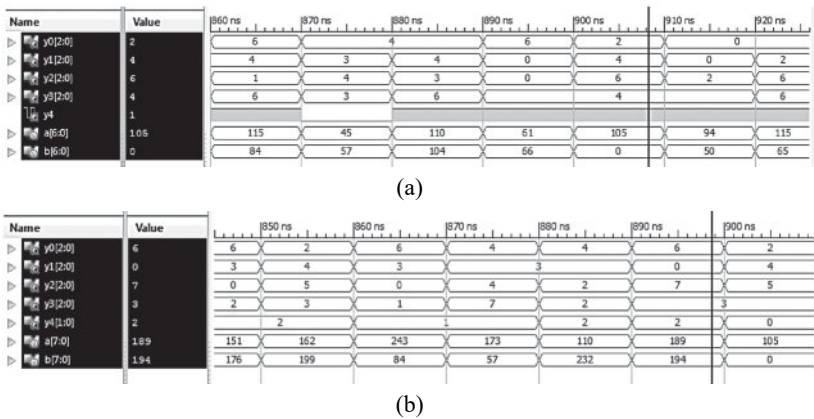 Name Value 860 ns 870 ns 880 ns 890 ns 900 ns 910 ns 920 ns
y0[2:0] 2 6 4 6 2 0
y1[2:0] 4 4 3 4 0 4 0 2
y2[2:0] 6 1 4 3 0 6 2 6
y3[2:0] 4 6 3 6 4 6
y4 1
a[6:0] 105 115 45 110 61 105 94 115
b[6:0] 0 84 57 104 66 0 50 65
(a)
Name Value 850 ns 860 ns 870 ns 880 ns 890 ns 900 ns
y0[2:0] 6 6 2 6 4 4 6 2
y1[2:0] 0 3 4 3 3 0 4
y2[2:0] 7 0 5 0 4 2 7 5
y3[2:0] 3 2 3 1 7 2 3
y4[1:0] 2 2 1 2 2 0
a[7:0] 189 151 162 243 173 110 189 105
b[7:0] 194 176 199 84 57 232 194 0
(b)